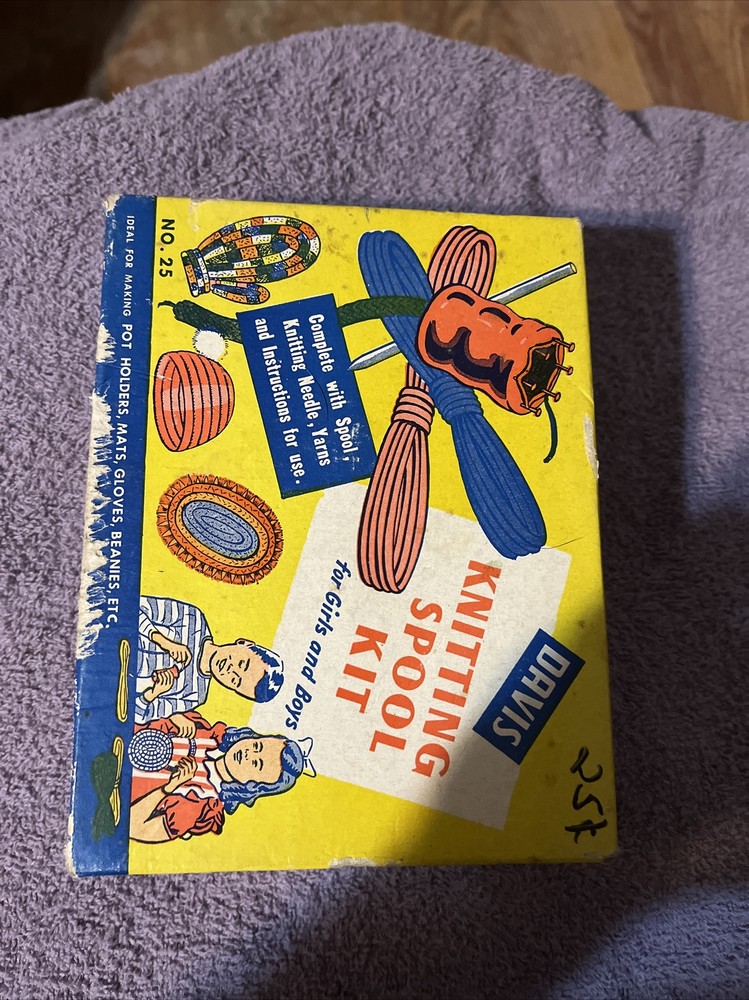 DAVIS
KNITTING
SPOOL
KIT
for Girls and Boys
25¢
Complete with Spool,
Knitting Needle, Yarns
and Instructions for use.
NO. 25
IDEAL FOR MAKING POT HOLDERS, MATS, GLOVES, BEANIES, ETC.